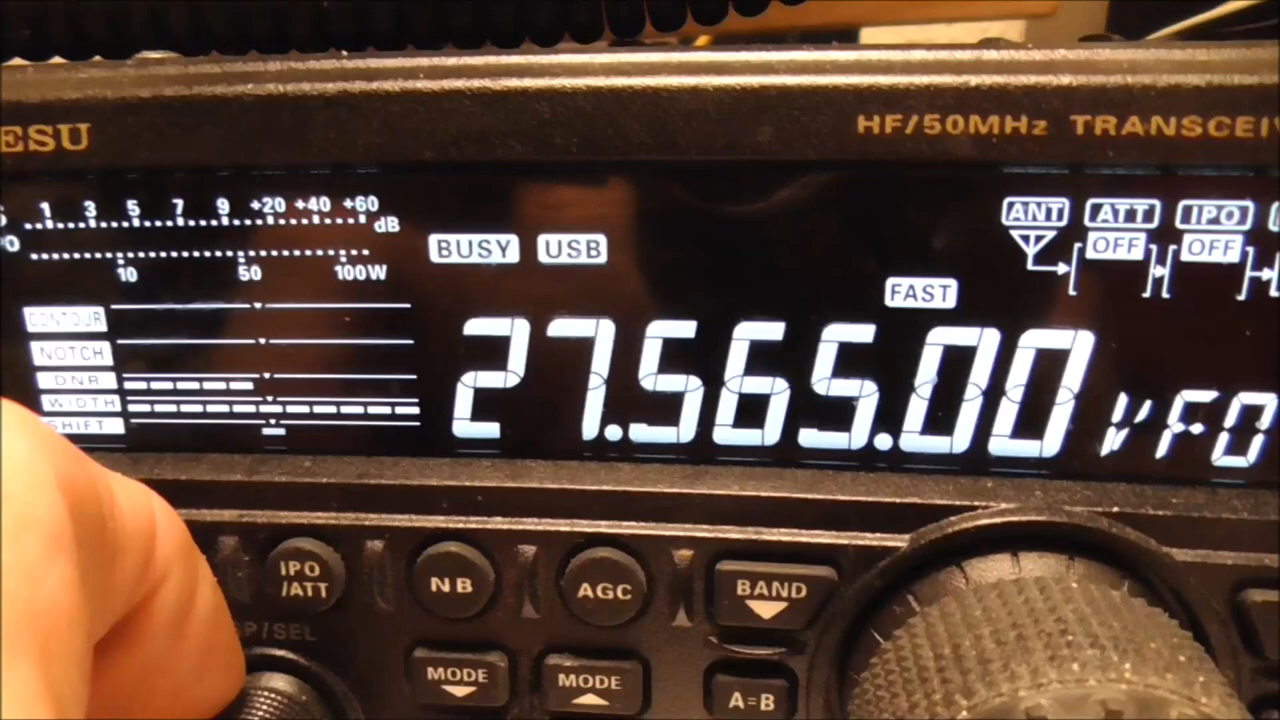 ESU
HF/50MHz TRANSCEI
1 3 5 7 9 +20 +40 +60 dB
10 50 100W
BUSY USB
ANT ATT IPO
OFF OFF
FAST
CONTOUR
NOTCH
DNR
WIDTH
SHIFT
27.565.00 VFO
IPO
/ATT
NB
AGC
BAND
P/SEL
MODE
MODE
A=B